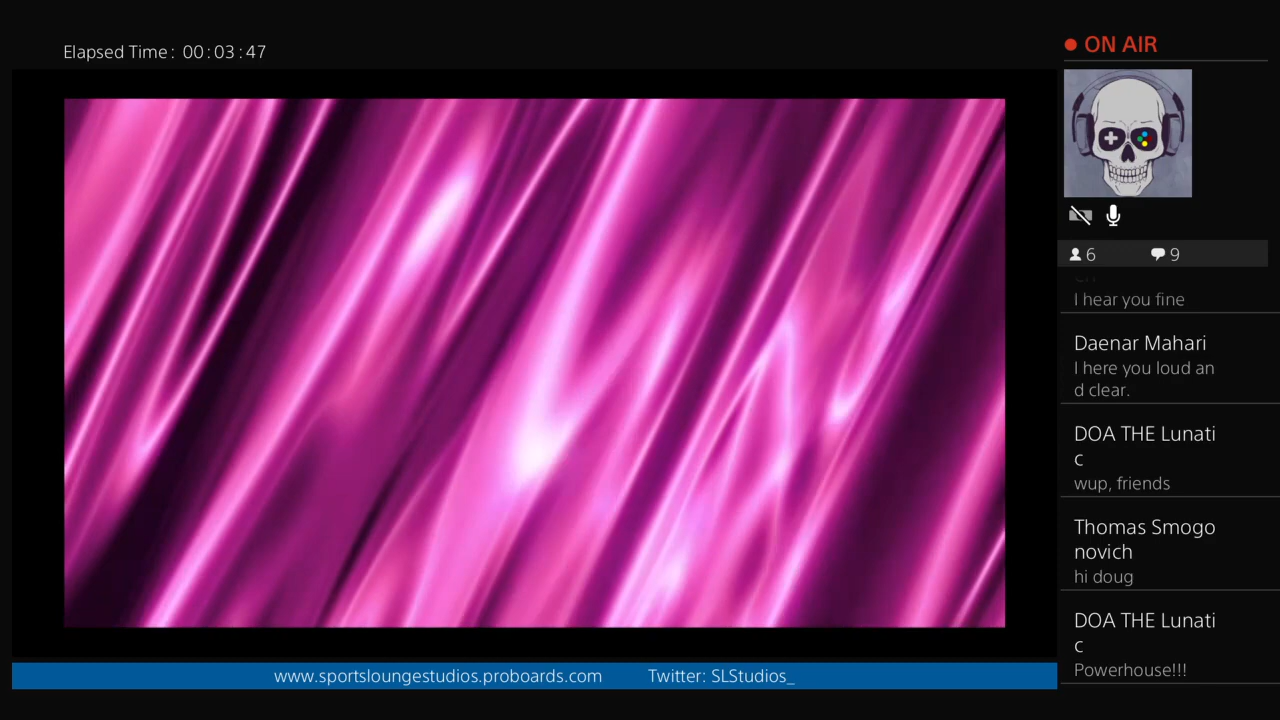 Elapsed Time: 00:03:47
ON AIR
6
9
I hear you fine
Daenar Mahari
I here you loud an
d clear.
DOA THE Lunati
c
wup, friends
Thomas Smogo
novich
hi doug
DOA THE Lunati
c
Powerhouse!!!
www.sportsloungestudios.proboards.com
Twitter: SLStudios_